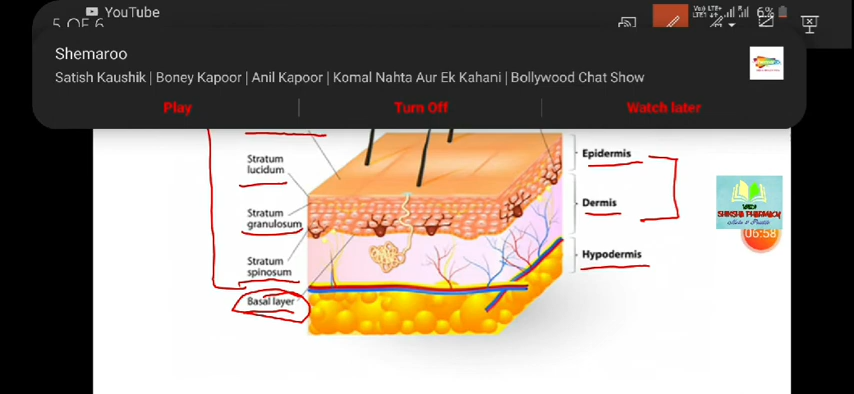 YouTube
5 OF 6
6%
Shemaroo
Satish Kaushik | Boney Kapoor | Anil Kapoor | Komal Nahta Aur Ek Kahani | Bollywood Chat Show
Play
Turn Off
Watch later
Stratum
lucidum
Stratum
granulosum
Stratum
spinosum
Basal layer
Epidermis
Dermis
Hypodermis
SHIKSHA PHARMACY
06:58